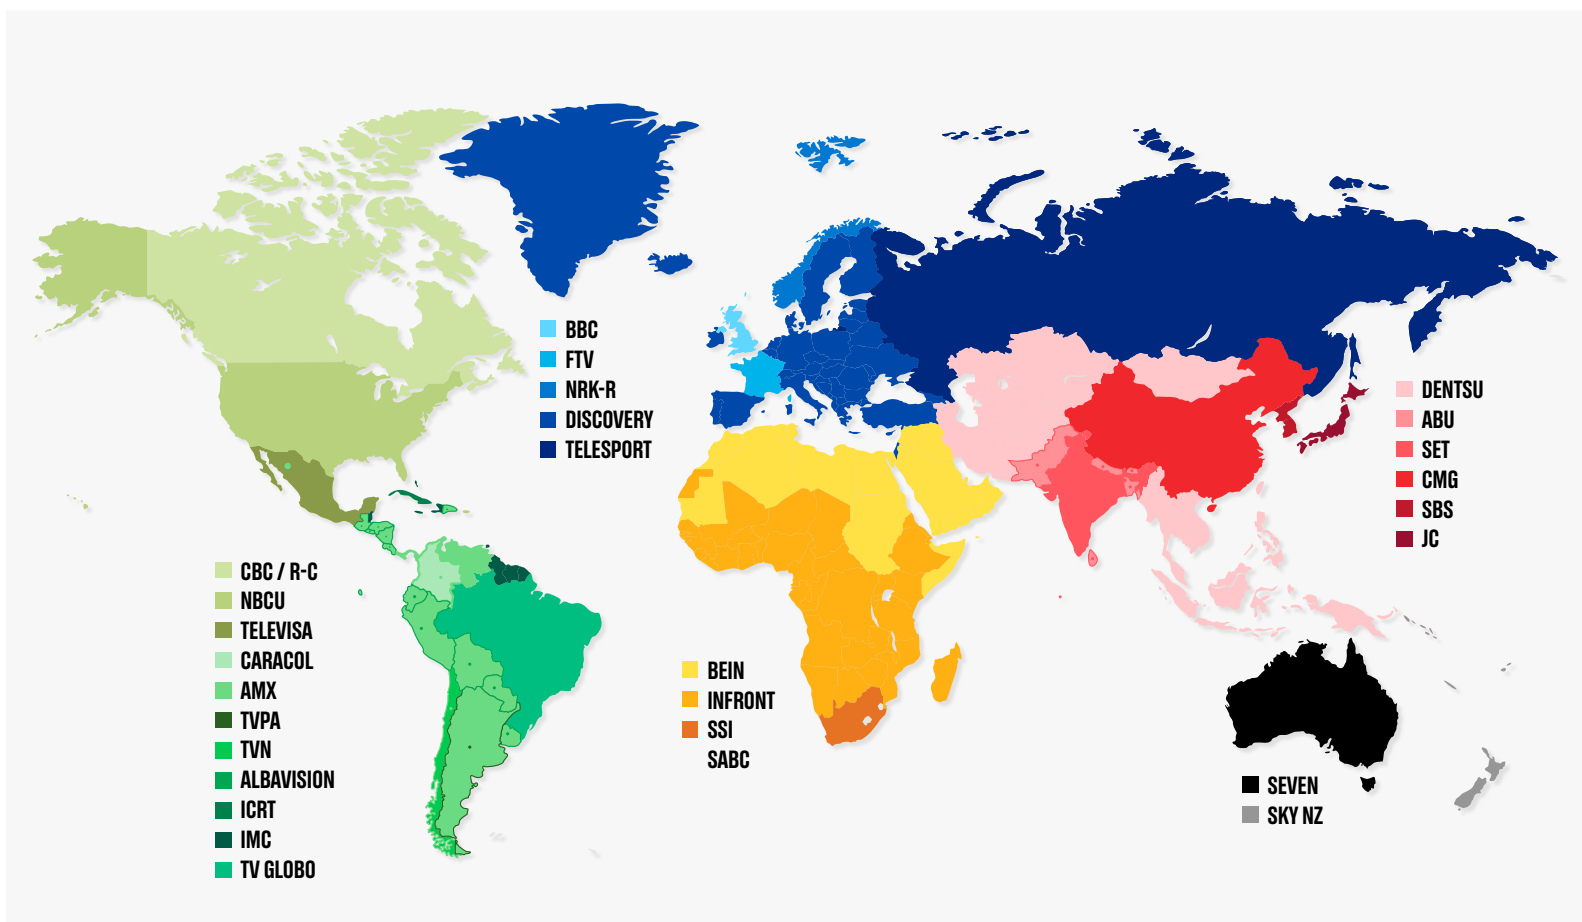 BBC
FTV
NRK-R
DISCOVERY
TELESPORT
DENTSU
ABU
SET
CMG
SBS
JC
CBC / R-C
NBCU
TELEVISA
CARACOL
AMX
TVPA
TVN
ALBAVISION
ICRT
IMC
TV GLOBO
BEIN
INFRONT
SSI
SABC
SEVEN
SKY NZ